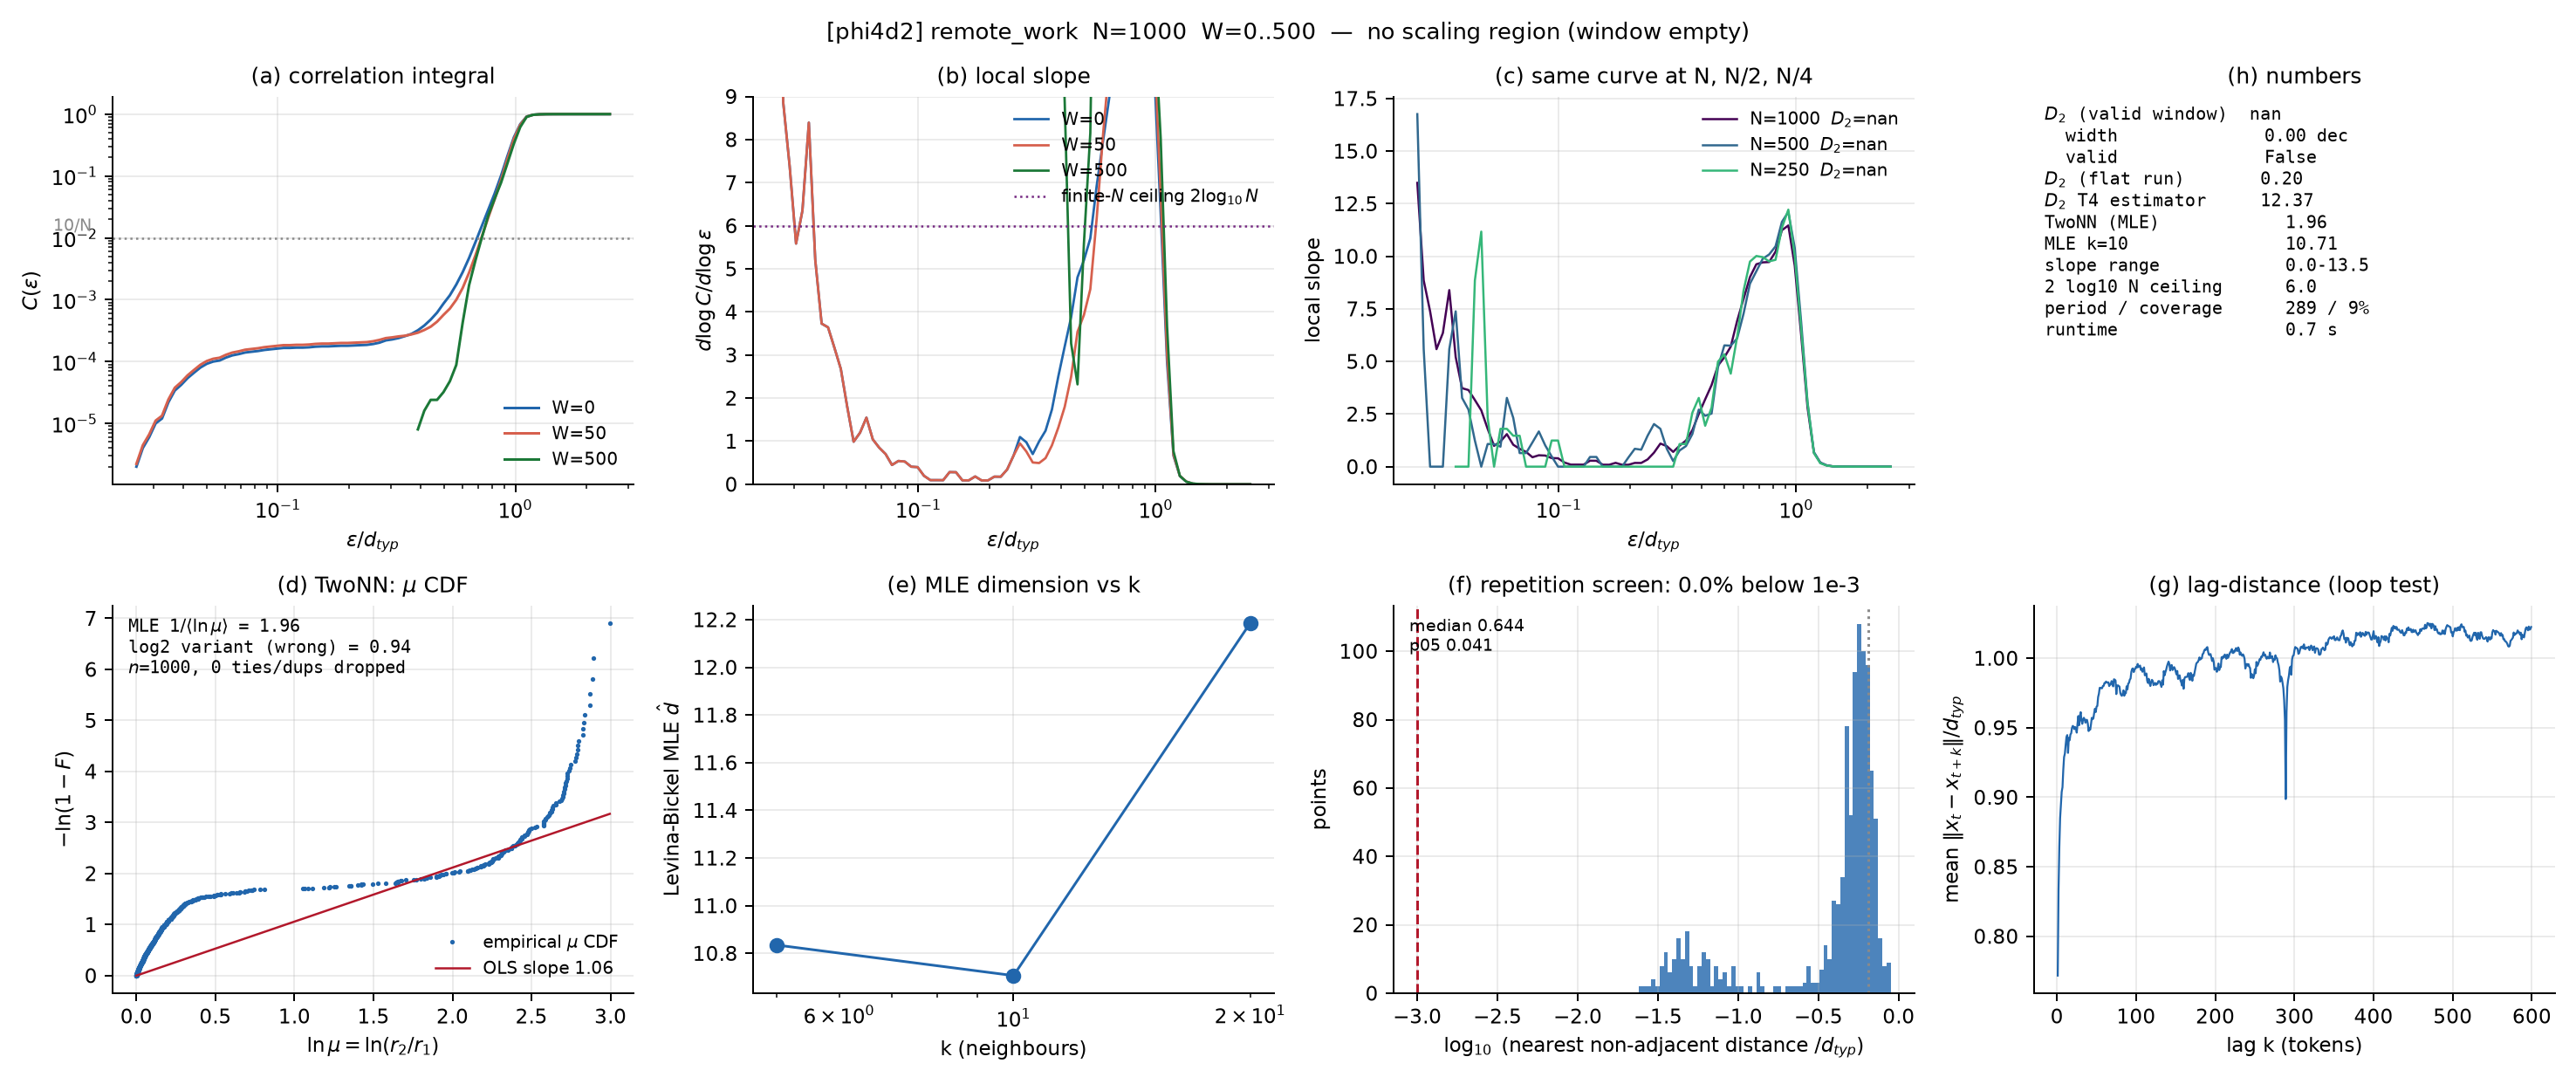 [phi4d2] remote_work  N=1000  W=0..500  —  no scaling region (window empty)
(a) correlation integral
10⁰
10⁻¹
10/N
10⁻²
10⁻³
10⁻⁴
10⁻⁵
C(ε)
W=0
W=50
W=500
10⁻¹
10⁰
ε/d_typ
(b) local slope
9
8
7
6
5
4
3
2
1
0
d log C/d log ε
W=0
W=50
W=500
finite-N ceiling 2log₁₀ N
10⁻¹
10⁰
ε/d_typ
(c) same curve at N, N/2, N/4
17.5
15.0
12.5
10.0
7.5
5.0
2.5
0.0
local slope
N=1000  D₂=nan
N=500  D₂=nan
N=250  D₂=nan
10⁻¹
10⁰
ε/d_typ
(h) numbers
D₂ (valid window)  nan
width  0.00 dec
valid  False
D₂ (flat run)  0.20
D₂ T4 estimator  12.37
TwoNN (MLE)  1.96
MLE k=10  10.71
slope range  0.0-13.5
2 log10 N ceiling  6.0
period / coverage  289 / 9%
runtime  0.7 s
(d) TwoNN: μ CDF
7
6
5
4
3
2
1
0
−ln(1 − F)
MLE 1/⟨ln μ⟩ = 1.96
log2 variant (wrong) = 0.94
n=1000, 0 ties/dups dropped
empirical μ CDF
OLS slope 1.06
0.0 0.5 1.0 1.5 2.0 2.5 3.0
ln μ = ln(r₂/r₁)
(e) MLE dimension vs k
12.2
12.0
11.8
11.6
11.4
11.2
11.0
10.8
Levina-Bickel MLE d̂
6 × 10⁰
10¹
2 × 10¹
k (neighbours)
(f) repetition screen: 0.0% below 1e-3
median 0.644
p05 0.041
100
80
60
40
20
0
points
−3.0 −2.5 −2.0 −1.5 −1.0 −0.5 0.0
log₁₀ (nearest non-adjacent distance /d_typ)
(g) lag-distance (loop test)
1.00
0.95
0.90
0.85
0.80
mean ‖x_t − x_{t+k}‖/d_typ
0 100 200 300 400 500 600
lag k (tokens)